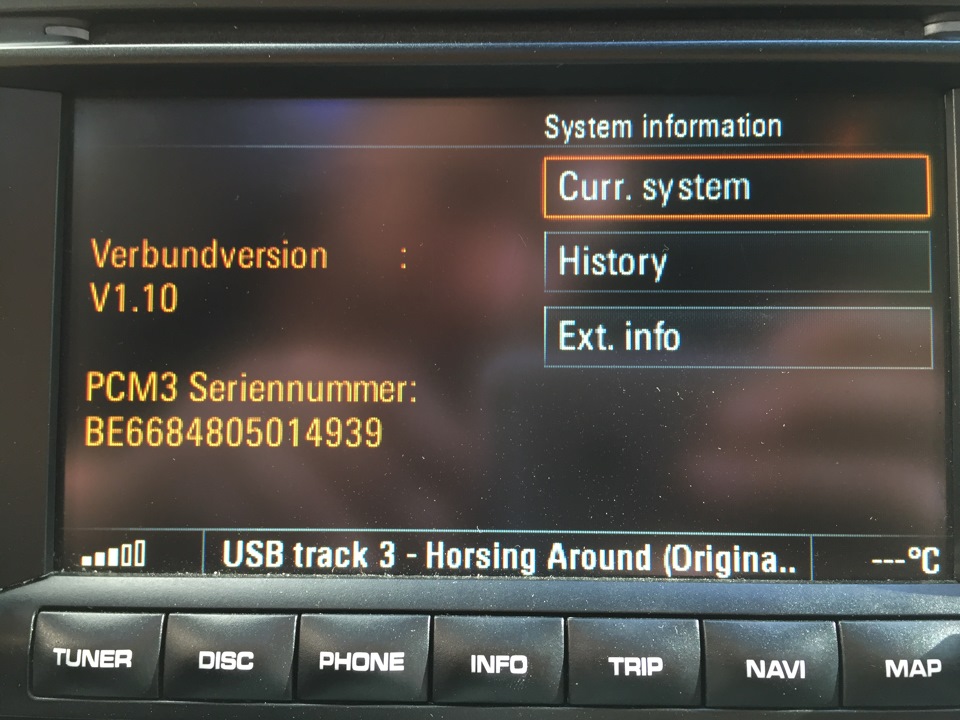 System information
Curr. system
History
Ext. info
Verbundversion :
V1.10
PCM3 Seriennummer:
BE6684805014939
USB track 3 - Horsing Around (Origina..
---°C
TUNER
DISC
PHONE
INFO
TRIP
NAVI
MAP